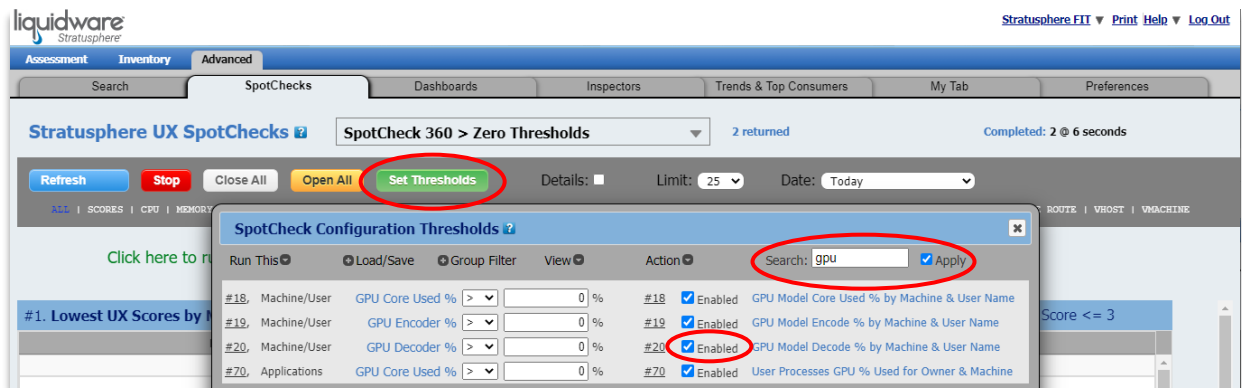 liquidware
Stratusphere
Stratusphere FIT ▼ Print Help ▼ Log Out
Assessment Inventory Advanced
Search SpotChecks Dashboards Inspectors Trends & Top Consumers My Tab Preferences
Stratusphere UX SpotChecks ? SpotCheck 360 > Zero Thresholds 2 returned Completed: 2 @ 6 seconds
Refresh Stop Close All Open All Set Thresholds Details: Limit: 25 Date: Today
ALL | SCORES | CPU | MEMORY ROUTE | VHOST | VMACHINE
SpotCheck Configuration Thresholds ?
Click here to
Run This Load/Save Group Filter View Action Search: gpu Apply
#18, Machine/User GPU Core Used % > 0 % #18 Enabled GPU Model Core Used % by Machine & User Name
#1. Lowest UX Scores by Score <= 3
#19, Machine/User GPU Encoder % > 0 % #19 Enabled GPU Model Encode % by Machine & User Name
#20, Machine/User GPU Decoder % > 0 % #20 Enabled GPU Model Decode % by Machine & User Name
#70, Applications GPU Core Used % > 0 % #70 Enabled User Processes GPU % Used for Owner & Machine